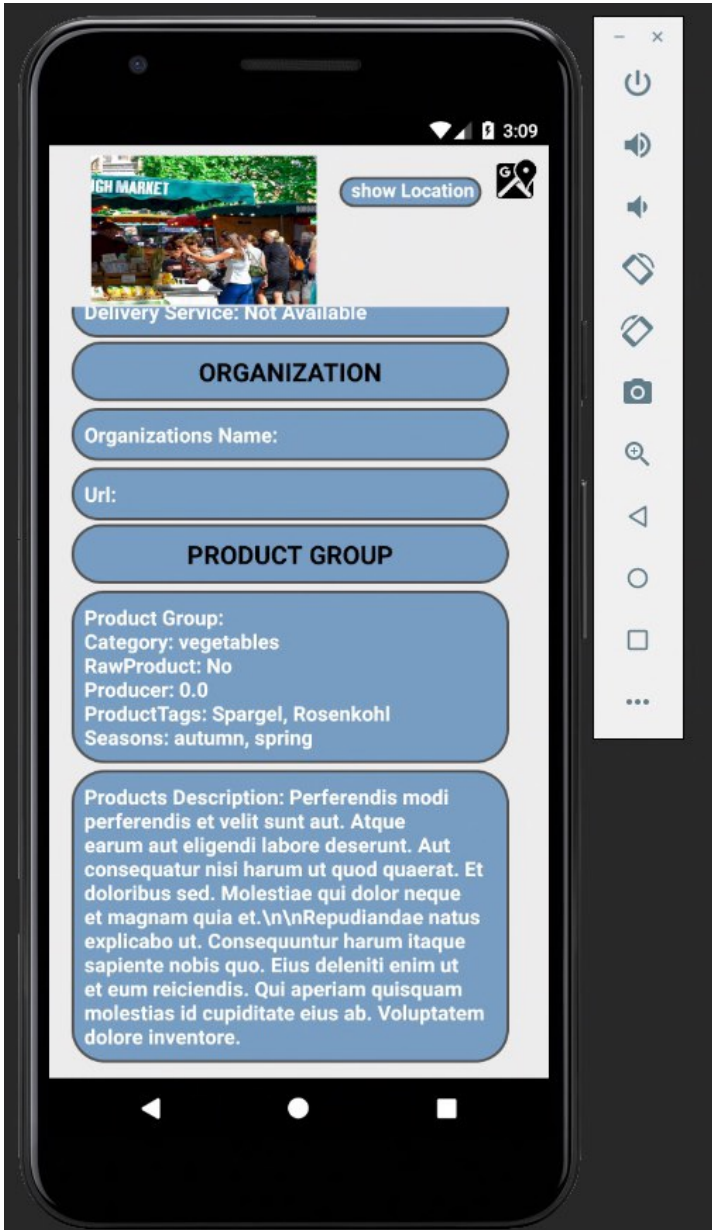 3:09
IGH MARKET
show Location
G
Delivery Service: Not Available
ORGANIZATION
Organizations Name:
Url:
PRODUCT GROUP
Product Group:
Category: vegetables
RawProduct: No
Producer: 0.0
ProductTags: Spargel, Rosenkohl
Seasons: autumn, spring
Products Description: Perferendis modi
perferendis et velit sunt aut. Atque
earum aut eligendi labore deserunt. Aut
consequatur nisi harum ut quod quaerat. Et
doloribus sed. Molestiae qui dolor neque
et magnam quia et.\n\nRepudiandae natus
explicabo ut. Consequuntur harum itaque
sapiente nobis quo. Eius deleniti enim ut
et eum reiciendis. Qui aperiam quisquam
molestias id cupiditate eius ab. Voluptatem
dolore inventore.